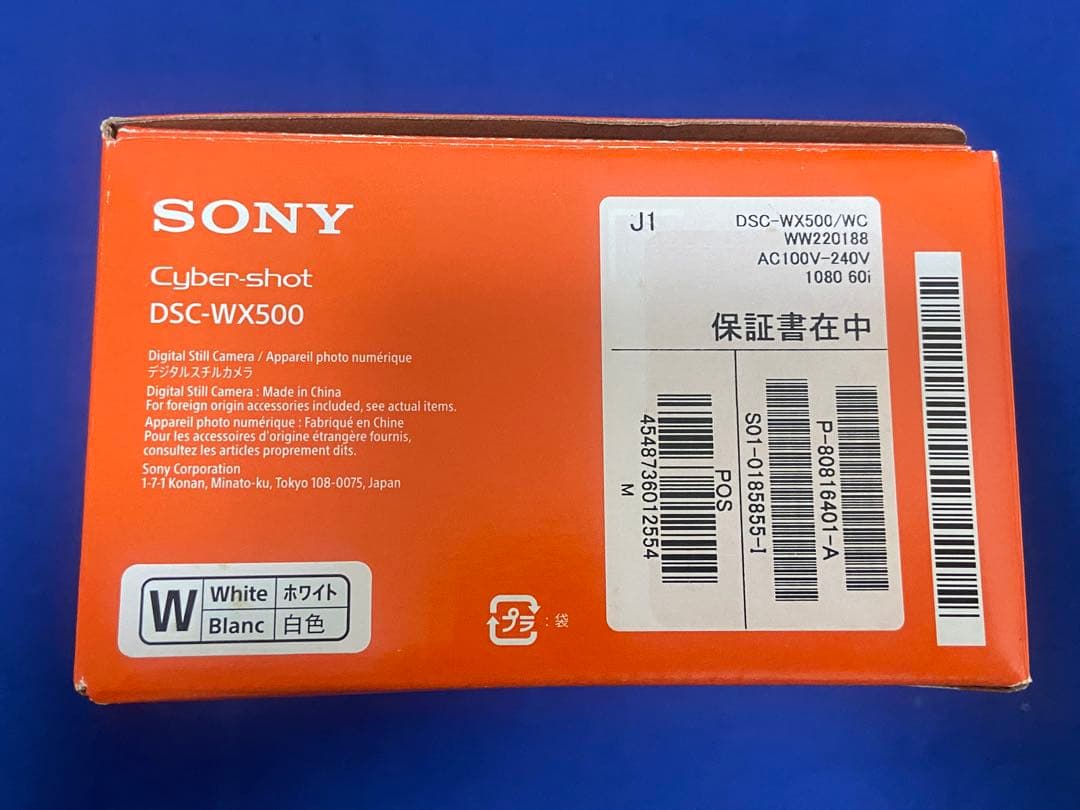 SONY
Cyber-shot
DSC-WX500
Digital Still Camera / Appareil photo numérique
デジタルスチルカメラ
Digital Still Camera : Made in China
For foreign origin accessories included, see actual items.
Appareil photo numérique : Fabriqué en Chine
Pour les accessoires d'origine étrangère fournis,
consultez les articles proprement dits.
Sony Corporation
1-7-1 Konan, Minato-ku, Tokyo 108-0075, Japan
W
White ホワイト
Blanc 白色
プラ : 袋
J1
DSC-WX500/WC
WW220188
AC100V-240V
1080 60i
保証書在中
P-80816401-A
S01-0185855-I
POS
4548736012554
M